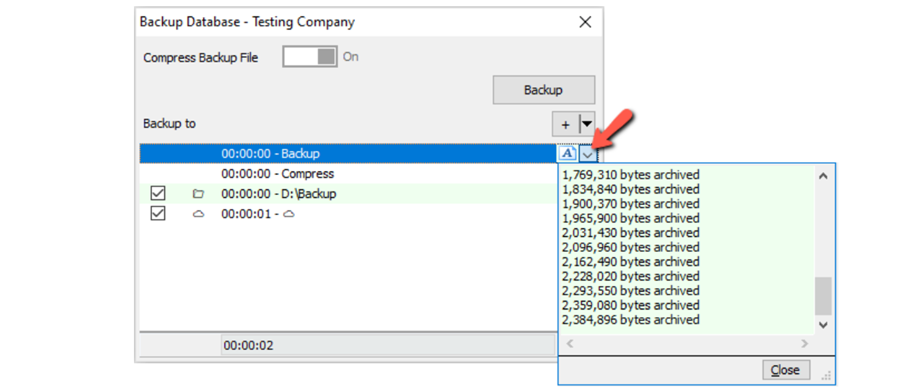 Backup Database - Testing Company
Compress Backup File On
Backup
Backup to
+
00:00:00 - Backup A
00:00:00 - Compress
00:00:00 - D:\Backup
00:00:01 -
1,769,310 bytes archived
1,834,840 bytes archived
1,900,370 bytes archived
1,965,900 bytes archived
2,031,430 bytes archived
2,096,960 bytes archived
2,162,490 bytes archived
2,228,020 bytes archived
2,293,550 bytes archived
2,359,080 bytes archived
2,384,896 bytes archived
00:00:02
Close